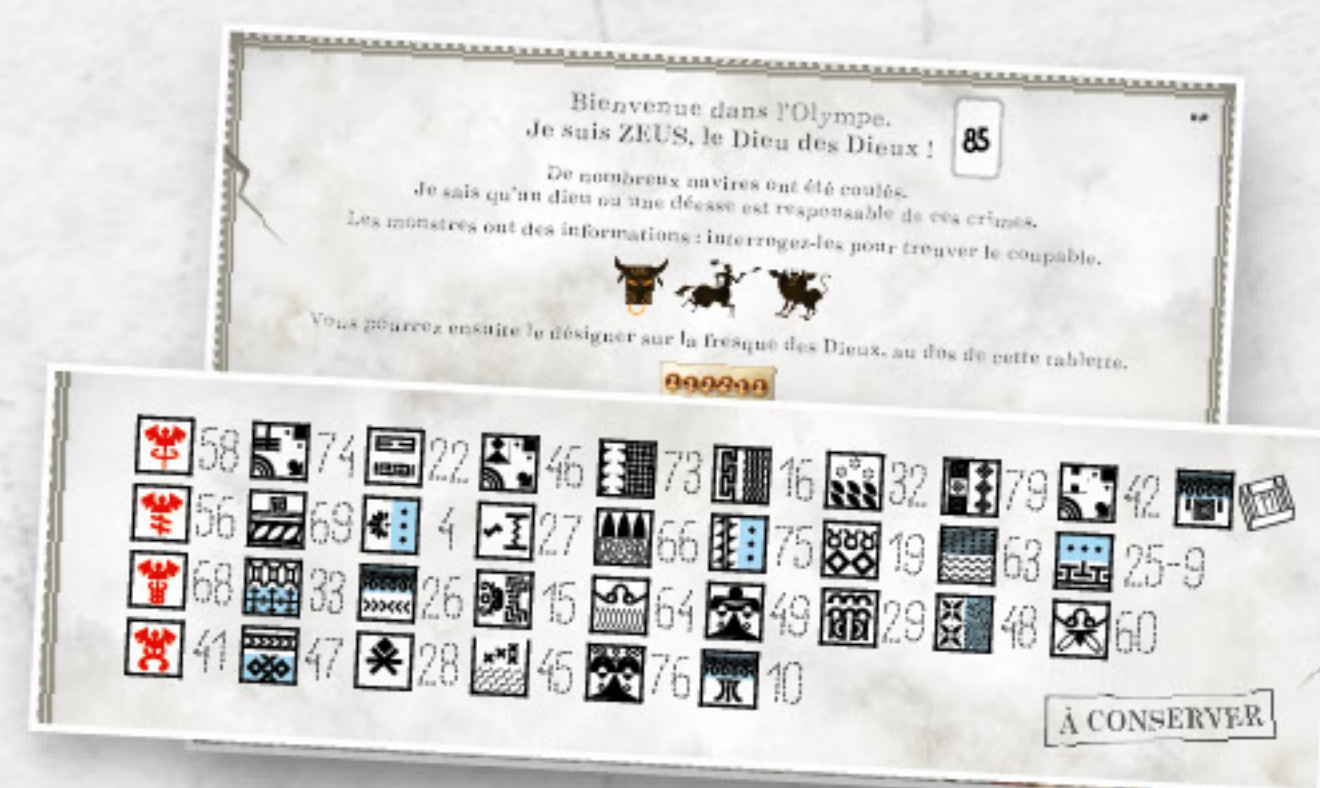 Bienvenue dans l'Olympe.
Je suis ZEUS, le Dieu des Dieux !
85
De nombreux navires ont été coulés.
Je sais qu'un dieu ou une déesse est responsable de ces crimes.
Les monstres ont des informations : interrogez-les pour trouver le coupable.
Vous pourrez ensuite le désigner sur la fresque des Dieux, au dos de cette tablette.
58 74 22 46 73 16 32 79 42
56 69 4 27 66 75 19 63 25-9
68 33 26 15 64 49 29 48 60
41 47 28 45 76 10
À CONSERVER